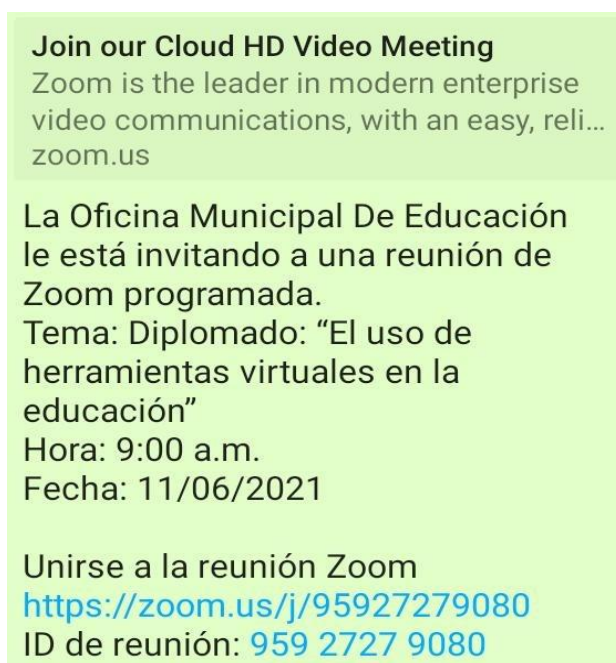 Join our Cloud HD Video Meeting
Zoom is the leader in modern enterprise
video communications, with an easy, reli...
zoom.us
La Oficina Municipal De Educación
le está invitando a una reunión de
Zoom programada.
Tema: Diplomado: “El uso de
herramientas virtuales en la
educación”
Hora: 9:00 a.m.
Fecha: 11/06/2021
Unirse a la reunión Zoom
https://zoom.us/j/95927279080
ID de reunión: 959 2727 9080